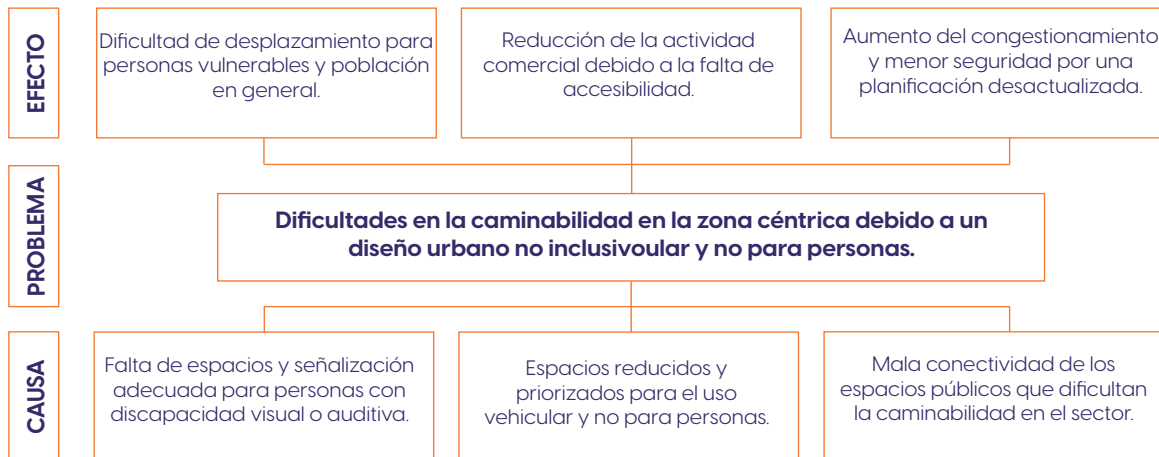 EFECTO
Dificultad de desplazamiento para
personas vulnerables y población
en general.
Reducción de la actividad
comercial debido a la falta de
accesibilidad.
Aumento del congestionamiento
y menor seguridad por una
planificación desactualizada.
PROBLEMA
Dificultades en la caminabilidad en la zona céntrica debido a un
diseño urbano no inclusivoular y no para personas.
CAUSA
Falta de espacios y señalización
adecuada para personas con
discapacidad visual o auditiva.
Espacios reducidos y
priorizados para el uso
vehicular y no para personas.
Mala conectividad de los
espacios públicos que dificultan
la caminabilidad en el sector.